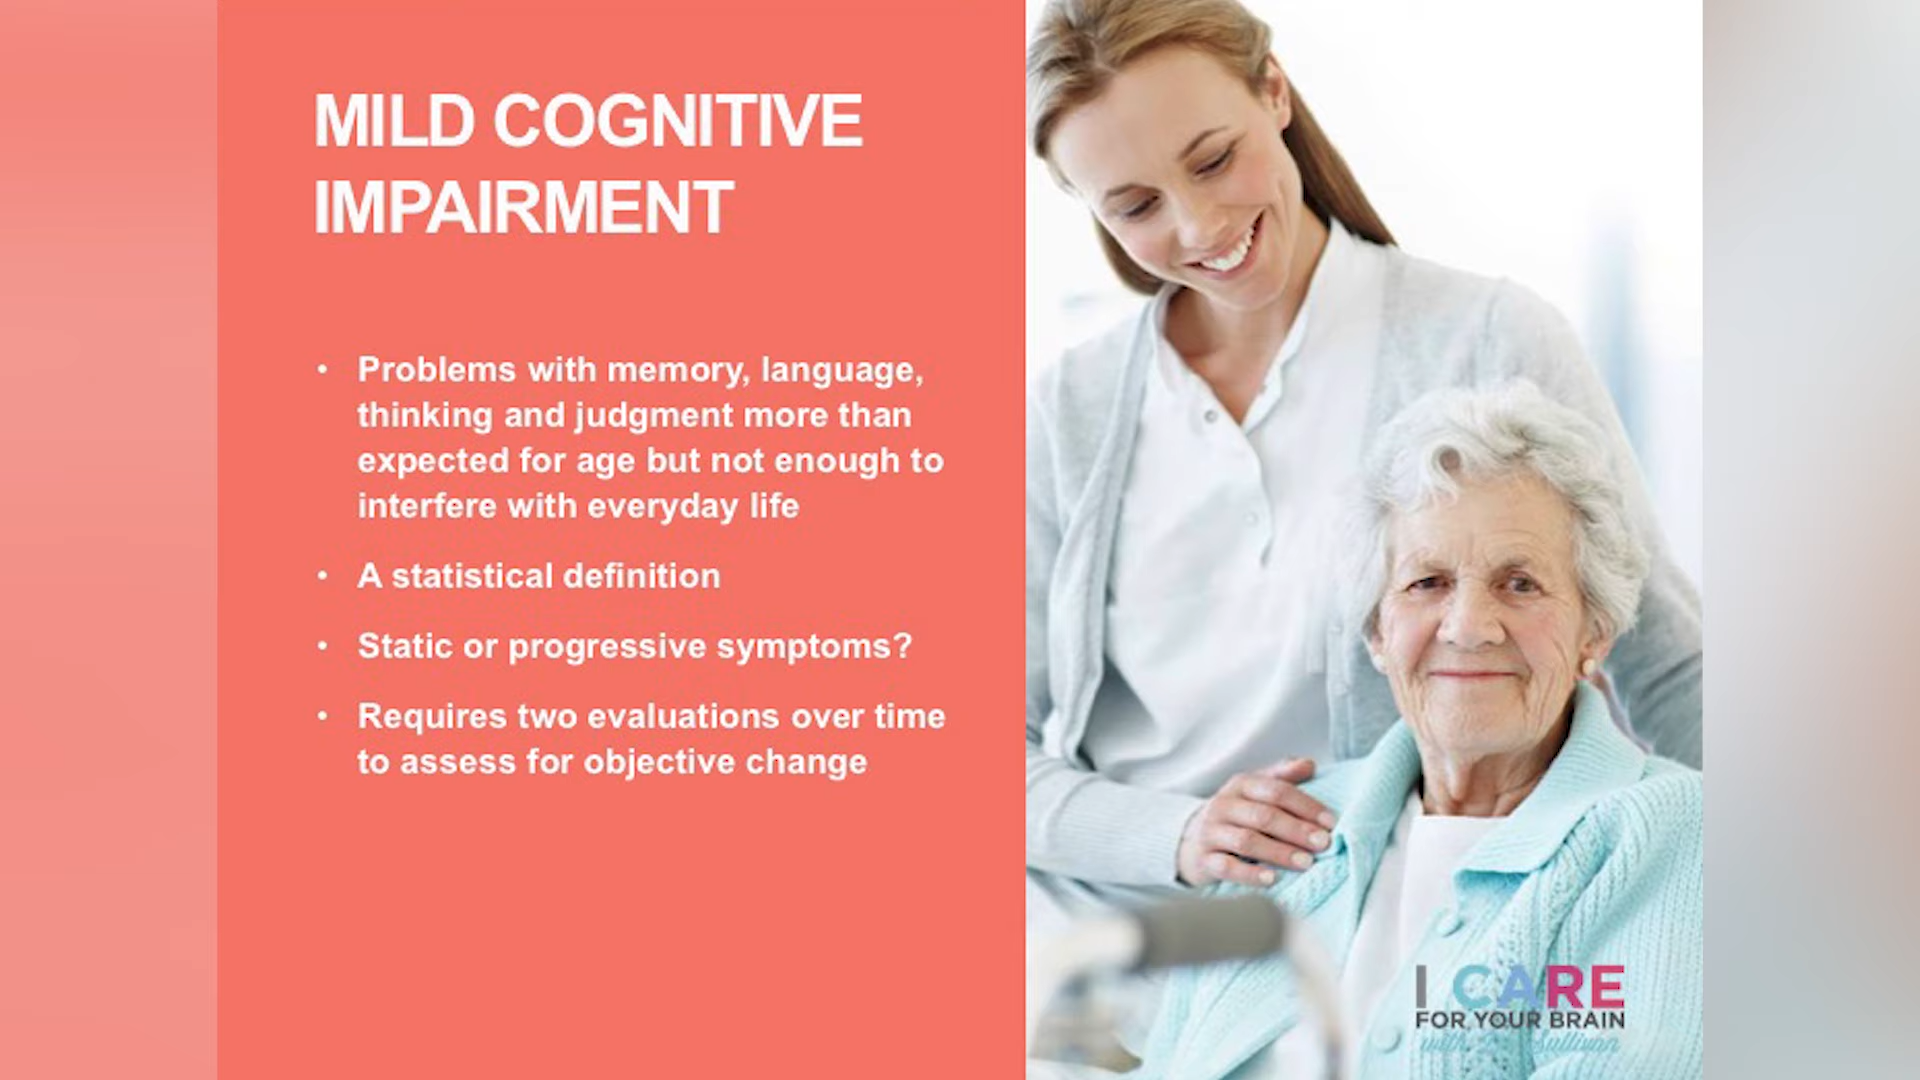 MILD COGNITIVE
IMPAIRMENT
• Problems with memory, language,
thinking and judgment more than
expected for age but not enough to
interfere with everyday life
• A statistical definition
• Static or progressive symptoms?
• Requires two evaluations over time
to assess for objective change
I CARE
FOR YOUR BRAIN
with Sullivan